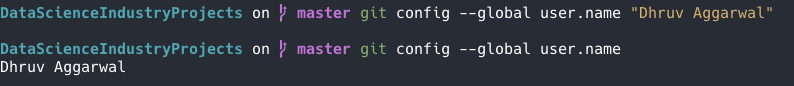 DataScienceIndustryProjects on master git config --global user.name "Dhruv Aggarwal"
DataScienceIndustryProjects on master git config --global user.name
Dhruv Aggarwal